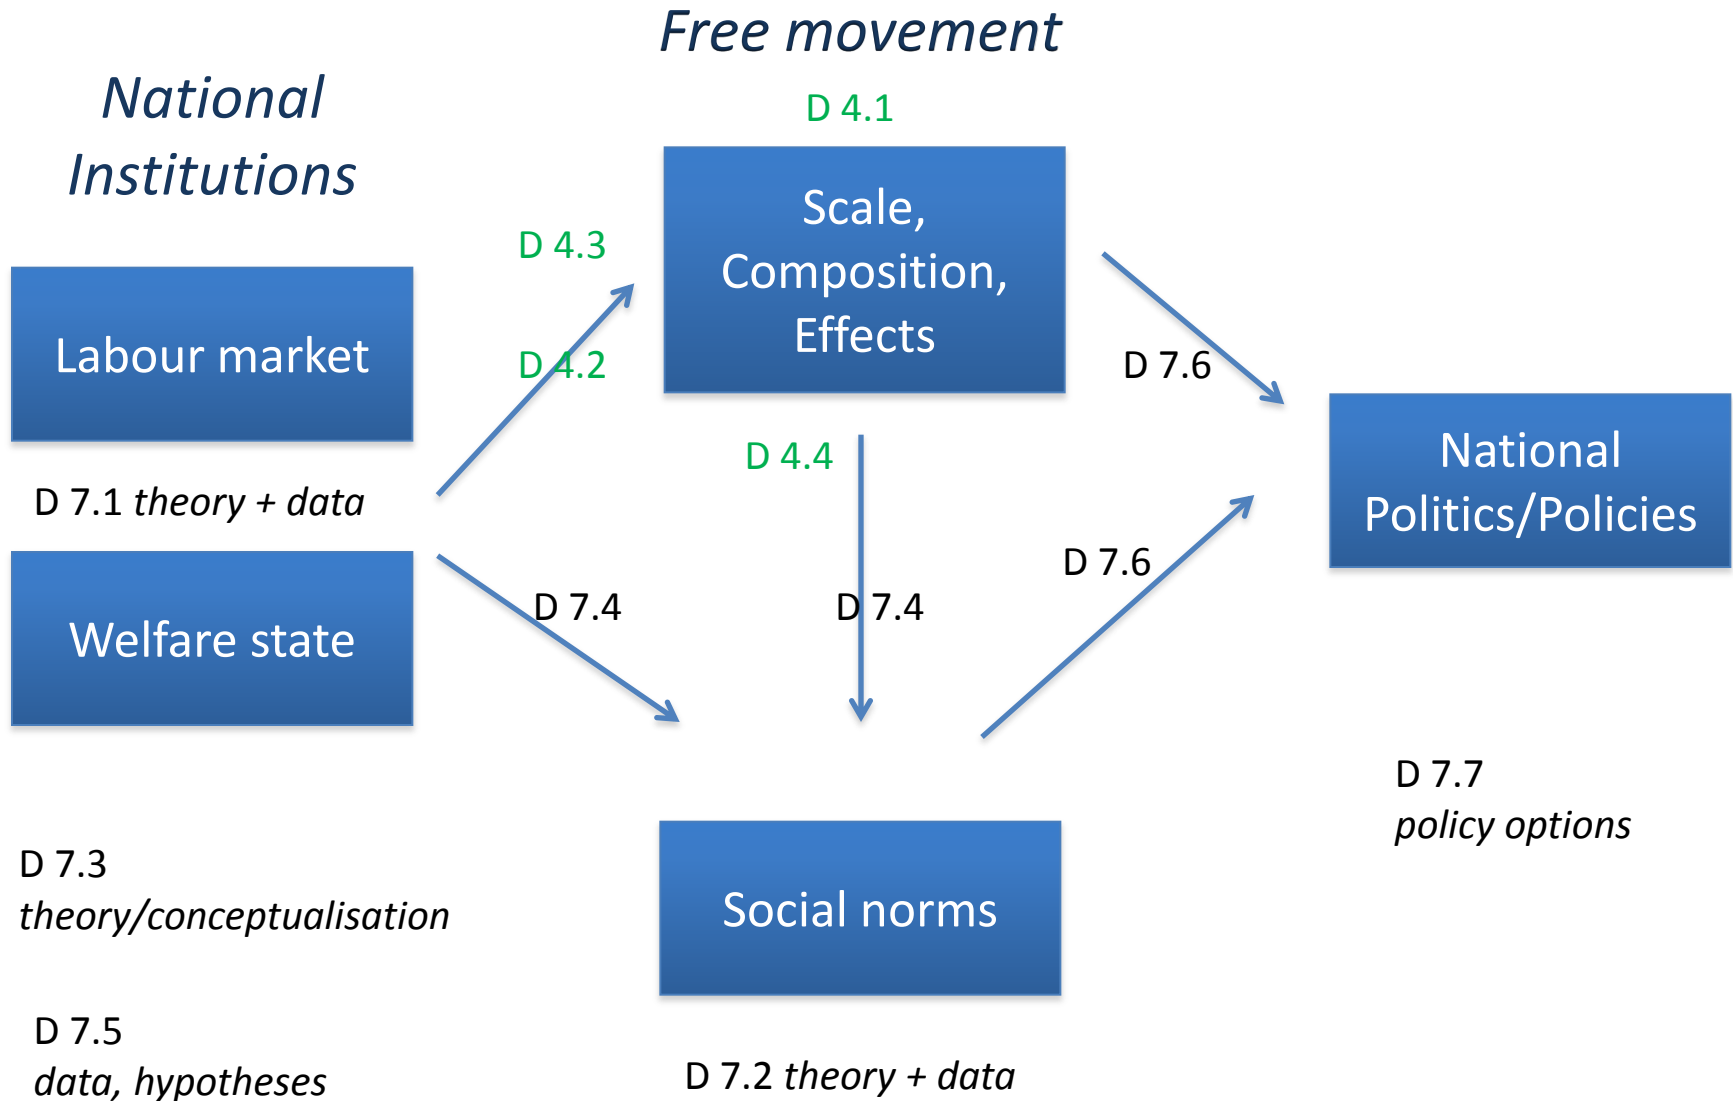 Free movement
National
Institutions
D 4.1
Scale,
Composition,
Effects
D 4.3
D 4.2
Labour market
D 7.6
D 4.4
National
Politics/Policies
D 7.1 theory + data
D 7.6
Welfare state
D 7.4
D 7.4
D 7.7
policy options
D 7.3
theory/conceptualisation
Social norms
D 7.5
data, hypotheses
D 7.2 theory + data